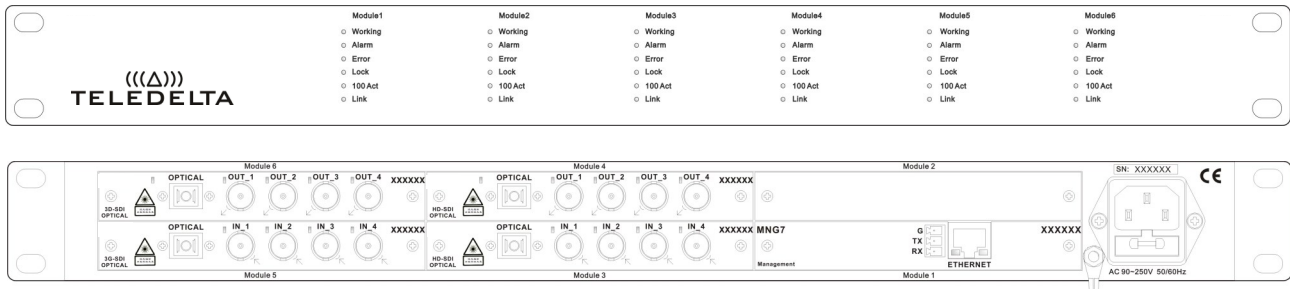 Module1 Module2 Module3 Module4 Module5 Module6
Working Working Working Working Working Working
Alarm Alarm Alarm Alarm Alarm Alarm
Error Error Error Error Error Error
Lock Lock Lock Lock Lock Lock
100 Act 100 Act 100 Act 100 Act 100 Act 100 Act
Link Link Link Link Link Link
(((Δ)))
TELEDELTA
Module 6 Module 4 Module 2
SN: XXXXXX
CE
OPTICAL OUT_1 OUT_2 OUT_3 OUT_4 XXXXXX OPTICAL OUT_1 OUT_2 OUT_3 OUT_4 XXXXXX
3D-SDI
OPTICAL
HD-SDI
OPTICAL
OPTICAL IN_1 IN_2 IN_3 IN_4 XXXXXX OPTICAL IN_1 IN_2 IN_3 IN_4 XXXXXX MNG7 XXXXXX
G
TX
RX
3G-SDI
OPTICAL
HD-SDI
OPTICAL
Management
ETHERNET
Module 5 Module 3 Module 1
AC 90~250V 50/60Hz